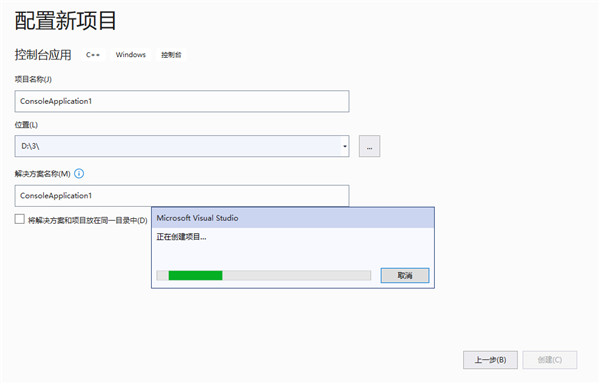 配置新项目
控制台应用 C++ Windows 控制台
项目名称(J)
ConsoleApplication1
位置(L)
D:\3\
...
解决方案名称(M)
ConsoleApplication1
将解决方案和项目放在同一目录中(D)
Microsoft Visual Studio
正在创建项目...
取消
上一步(B) 创建(C)